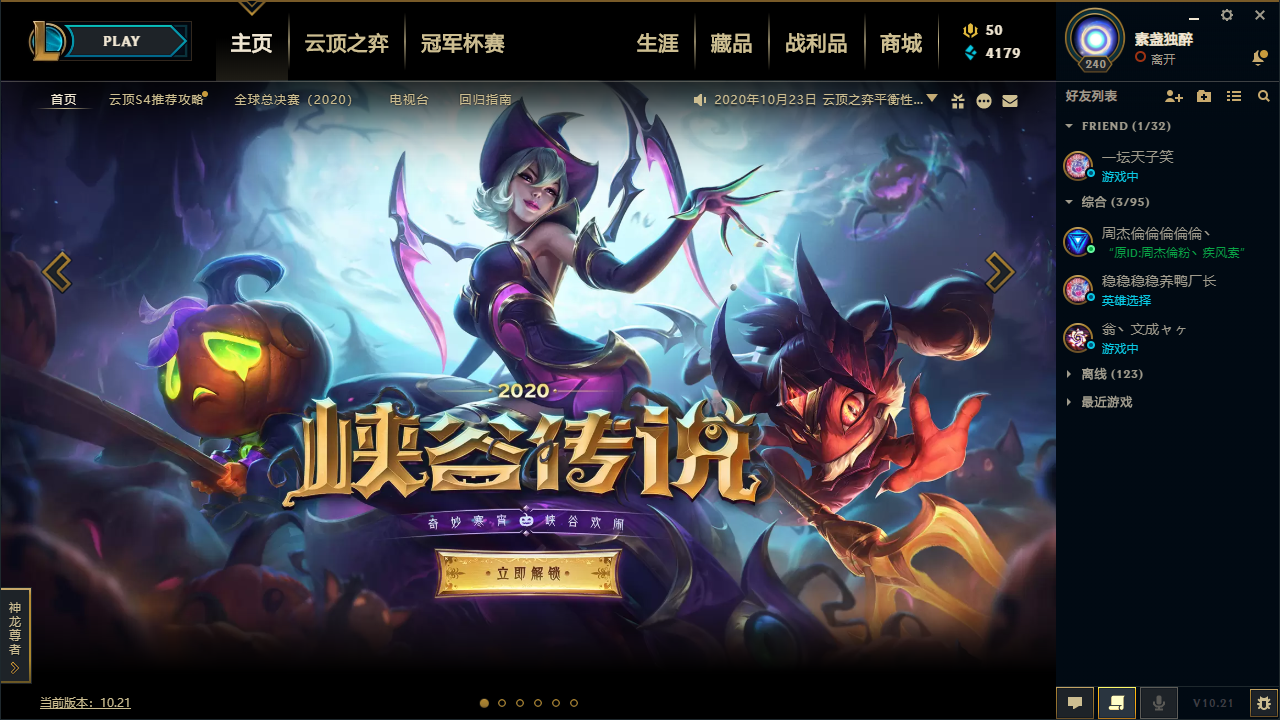 PLAY
主页
云顶之弈
冠军杯赛
生涯
藏品
战利品
商城
50
4179
240
素盏独醉
离开
首页
云顶S4推荐攻略
全球总决赛（2020）
电视台
回归指南
2020年10月23日 云顶之弈平衡性...
好友列表
FRIEND (1/32)
一坛天子笑
游戏中
综合 (3/95)
周杰倫倫倫倫倫丶
“原ID:周杰倫粉丶疾风素”
稳稳稳稳养鸭厂长
英雄选择
翁丶文成ャヶ
游戏中
离线 (123)
最近游戏
2020
峡谷传说
奇妙寒宵 峡谷欢闹
立即解锁
神龙尊者
当前版本：10.21
V10.21